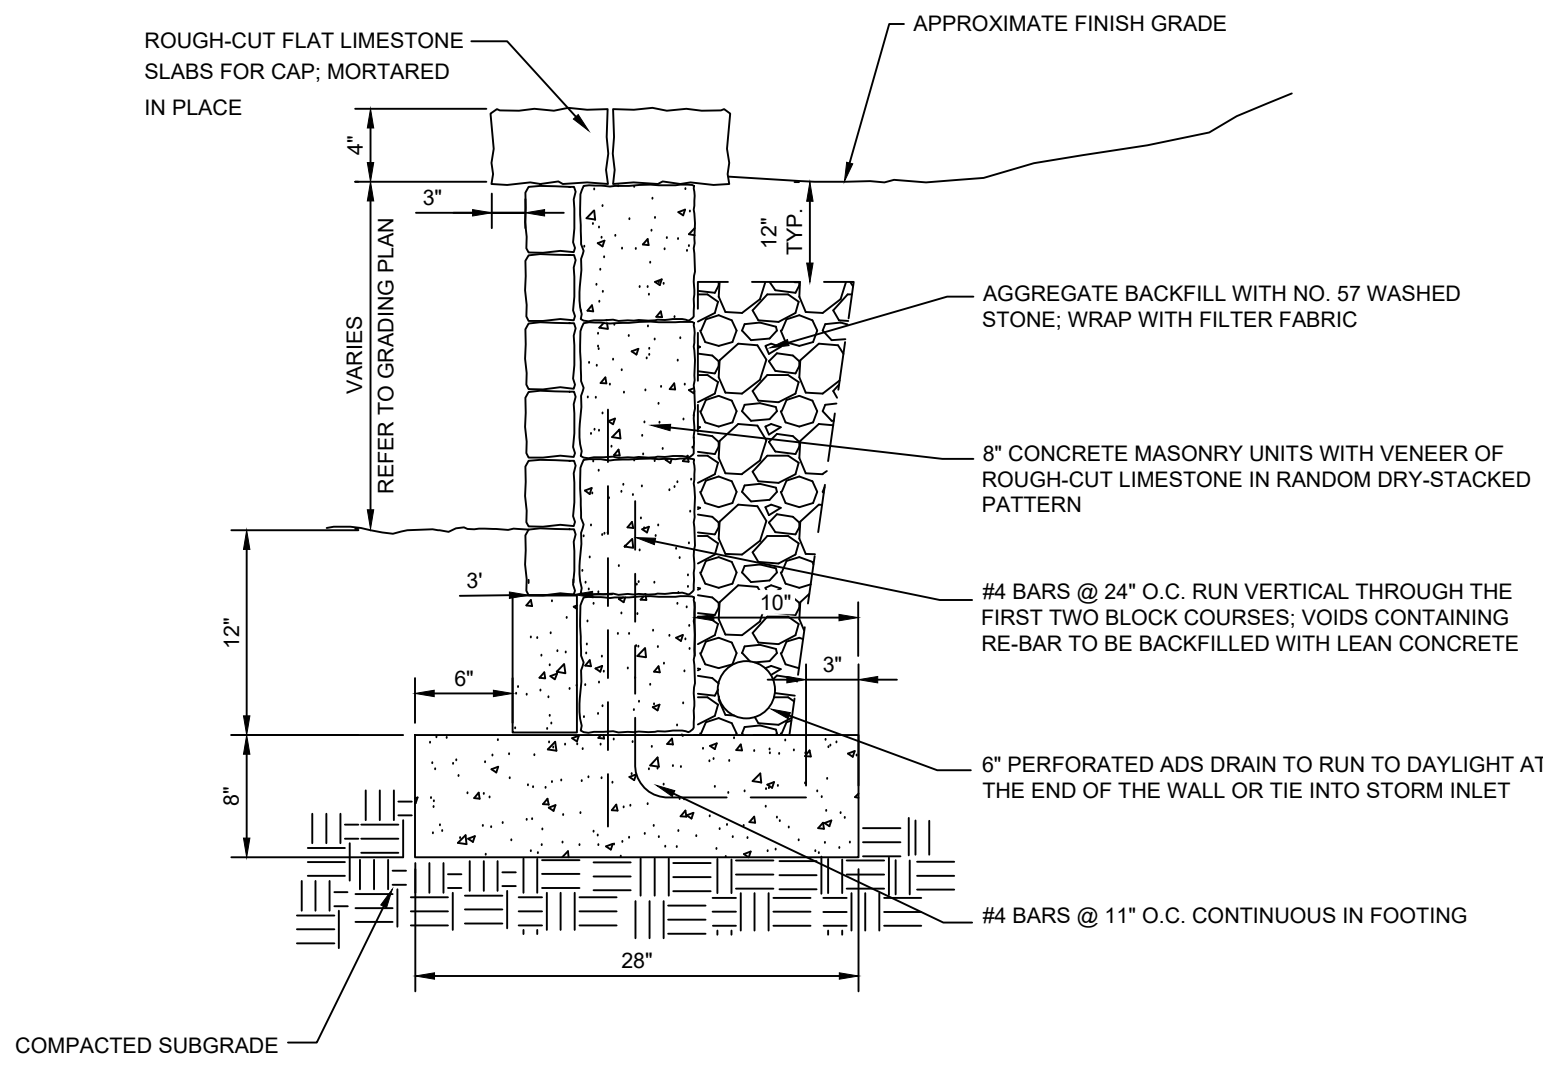 APPROXIMATE FINISH GRADE
ROUGH-CUT FLAT LIMESTONE
SLABS FOR CAP; MORTARED
IN PLACE
4"
3"
12"
TYP.
VARIES
REFER TO GRADING PLAN
AGGREGATE BACKFILL WITH NO. 57 WASHED
STONE; WRAP WITH FILTER FABRIC
8" CONCRETE MASONRY UNITS WITH VENEER OF
ROUGH-CUT LIMESTONE IN RANDOM DRY-STACKED
PATTERN
3'
#4 BARS @ 24" O.C. RUN VERTICAL THROUGH THE
FIRST TWO BLOCK COURSES; VOIDS CONTAINING
RE-BAR TO BE BACKFILLED WITH LEAN CONCRETE
10"
12"
6"
3"
6" PERFORATED ADS DRAIN TO RUN TO DAYLIGHT AT
THE END OF THE WALL OR TIE INTO STORM INLET
8"
#4 BARS @ 11" O.C. CONTINUOUS IN FOOTING
28"
COMPACTED SUBGRADE